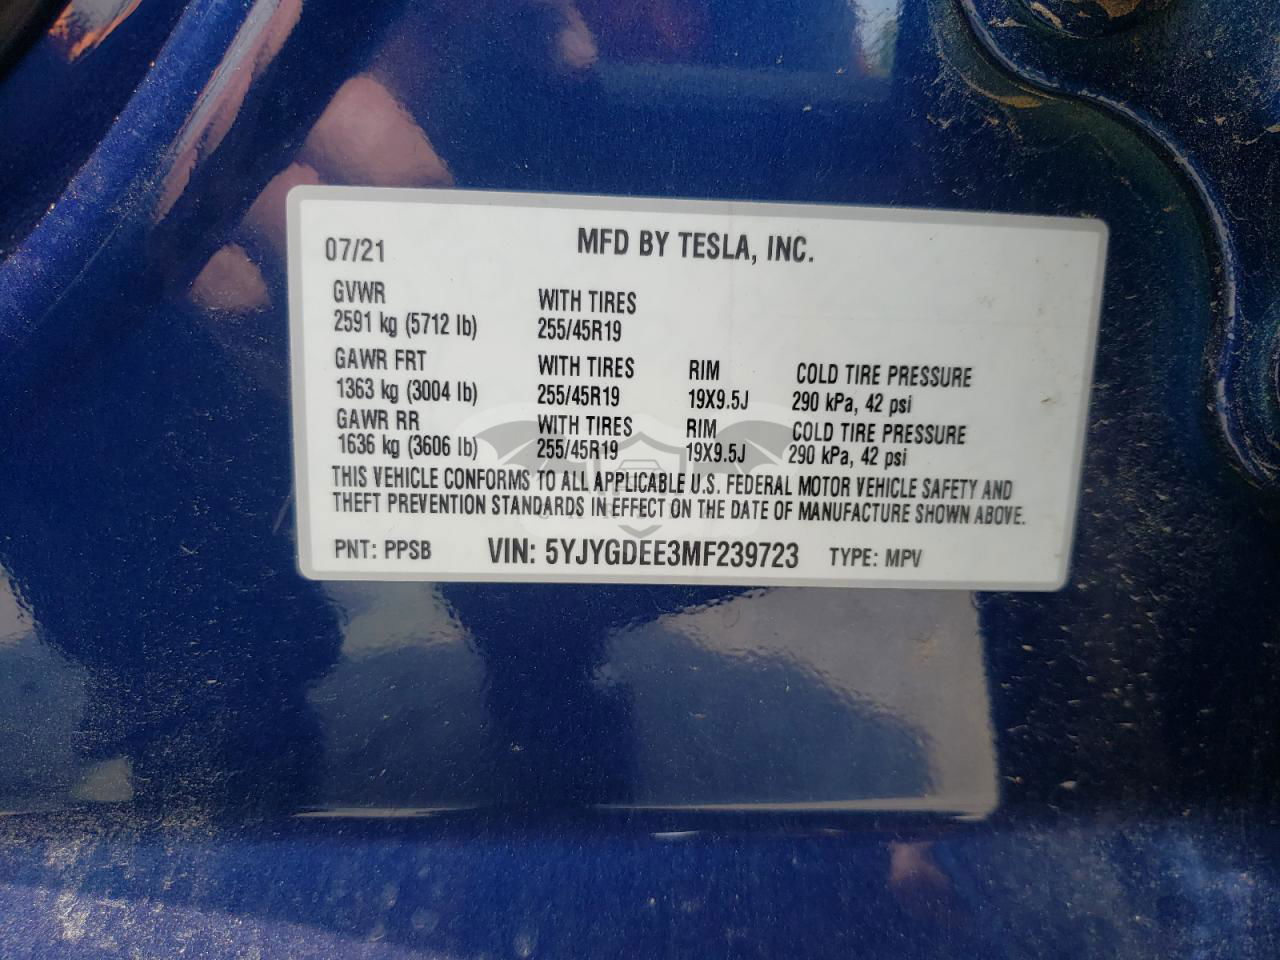 07/21 MFD BY TESLA, INC.
GVWR WITH TIRES
2591 kg (5712 lb) 255/45R19
GAWR FRT WITH TIRES RIM COLD TIRE PRESSURE
1363 kg (3004 lb) 255/45R19 19X9.5J 290 kPa, 42 psi
GAWR RR WITH TIRES RIM COLD TIRE PRESSURE
1636 kg (3606 lb) 255/45R19 19X9.5J 290 kPa, 42 psi
THIS VEHICLE CONFORMS TO ALL APPLICABLE U.S. FEDERAL MOTOR VEHICLE SAFETY AND
THEFT PREVENTION STANDARDS IN EFFECT ON THE DATE OF MANUFACTURE SHOWN ABOVE.
PNT: PPSB VIN: 5YJYGDEE3MF239723 TYPE: MPV